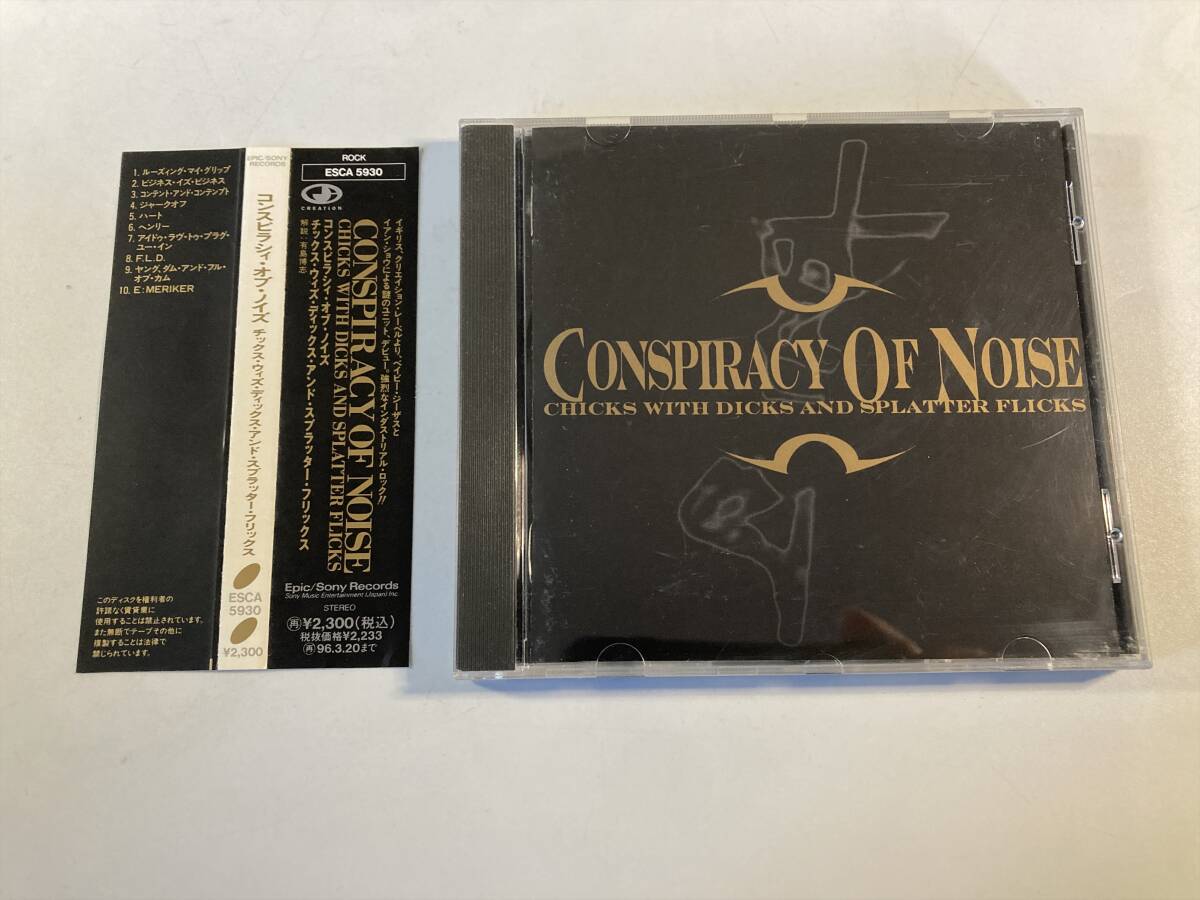 1. ルーズィング・マイ・グリップ
2. ビジネス・イズ・ビジネス
3. コンテント・アンド・コンテンプト
4. ジャークオフ
5. ハート
6. ヘンリー
7. アイドゥ・ラヴ・トゥ・プラグ・
ユー・イン
8. F.L.D.
9. ヤング、ダム・アンド・フル・
オブ・カム
10. E:MERIKER
このディスクを権利者の
許諾なく賃貸業に
使用することは禁止されています。
また無断でテープその他に
複製することは法律で
禁じられています。
EPIC/SONY
RECORDS
コンスピラシィ・オブ・ノイズ
チックス・ウィズ・ディックス・アンド・スプラッター・フリックス
ESCA
5930
¥2,300
ROCK
ESCA 5930
CREATION
イギリス、クリエイション・レーベルより、ベイビー・ジーザスと
イアン・ショウによる謎のユニット、デビュー。強烈なインダストリアル・ロック!!
CONSPIRACY OF NOISE
CHICKS WITH DICKS AND SPLATTER FLICKS
コンスピラシィ・オブ・ノイズ
チックス・ウィズ・ディックス・アンド・スプラッター・フリックス
解説:有島博志
Epic/Sony Records
Sony Music Entertainment (Japan) Inc.
STEREO
再¥2,300(税込)
税抜価格¥2,233
再96.3.20まで
CONSPIRACY OF NOISE
CHICKS WITH DICKS AND SPLATTER FLICKS